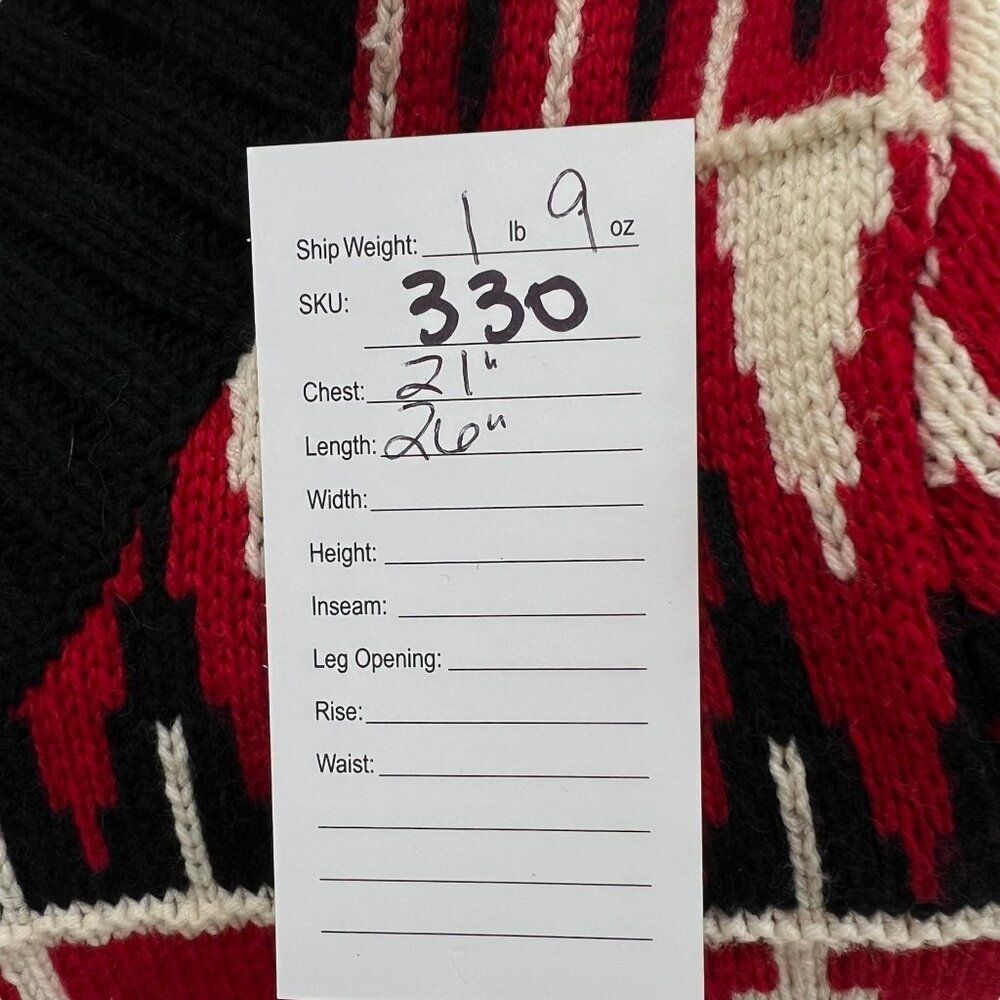 Ship Weight: 1 lb 9 oz
SKU: 330
Chest: 21"
Length: 26"
Width:
Height:
Inseam:
Leg Opening:
Rise:
Waist: